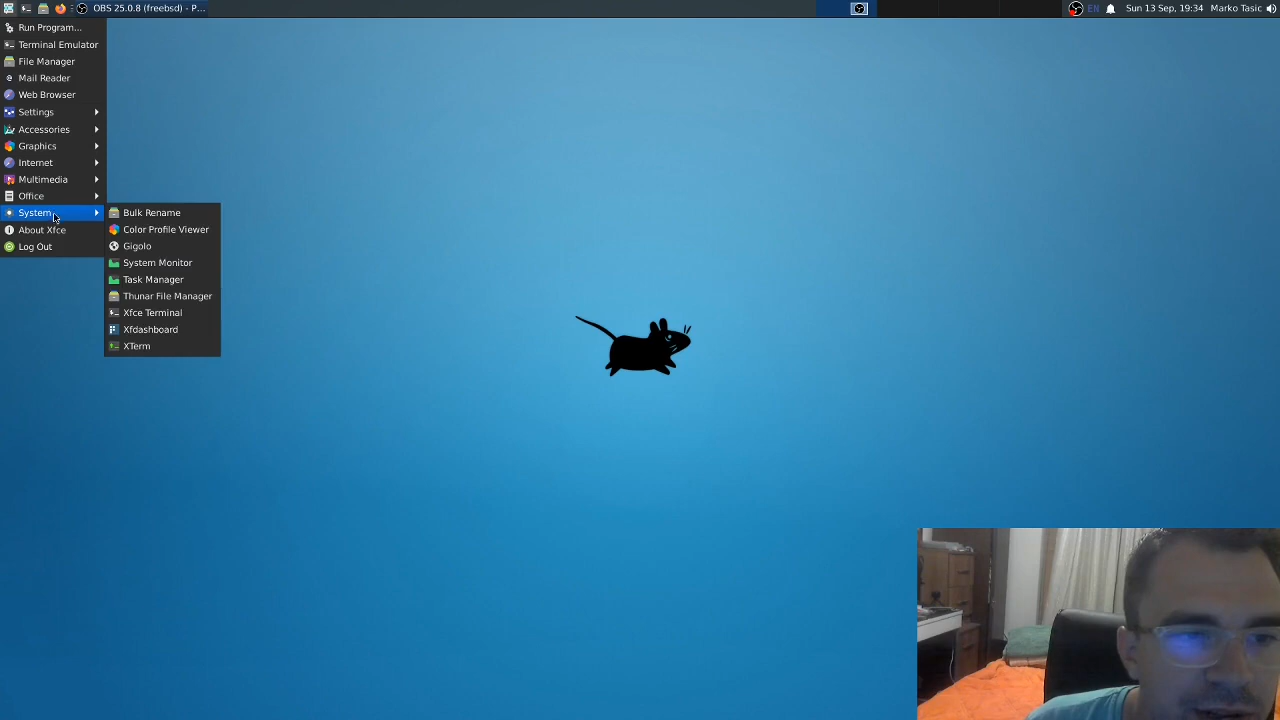 OBS 25.0.8 (freebsd) - P...
EN
Sun 13 Sep, 19:34
Marko Tasic
Run Program...
Terminal Emulator
File Manager
Mail Reader
Web Browser
Settings
Accessories
Graphics
Internet
Multimedia
Office
System
About Xfce
Log Out
Bulk Rename
Color Profile Viewer
Gigolo
System Monitor
Task Manager
Thunar File Manager
Xfce Terminal
Xfdashboard
XTerm